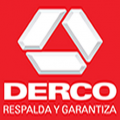 DERCO
RESPALDA Y GARANTIZA